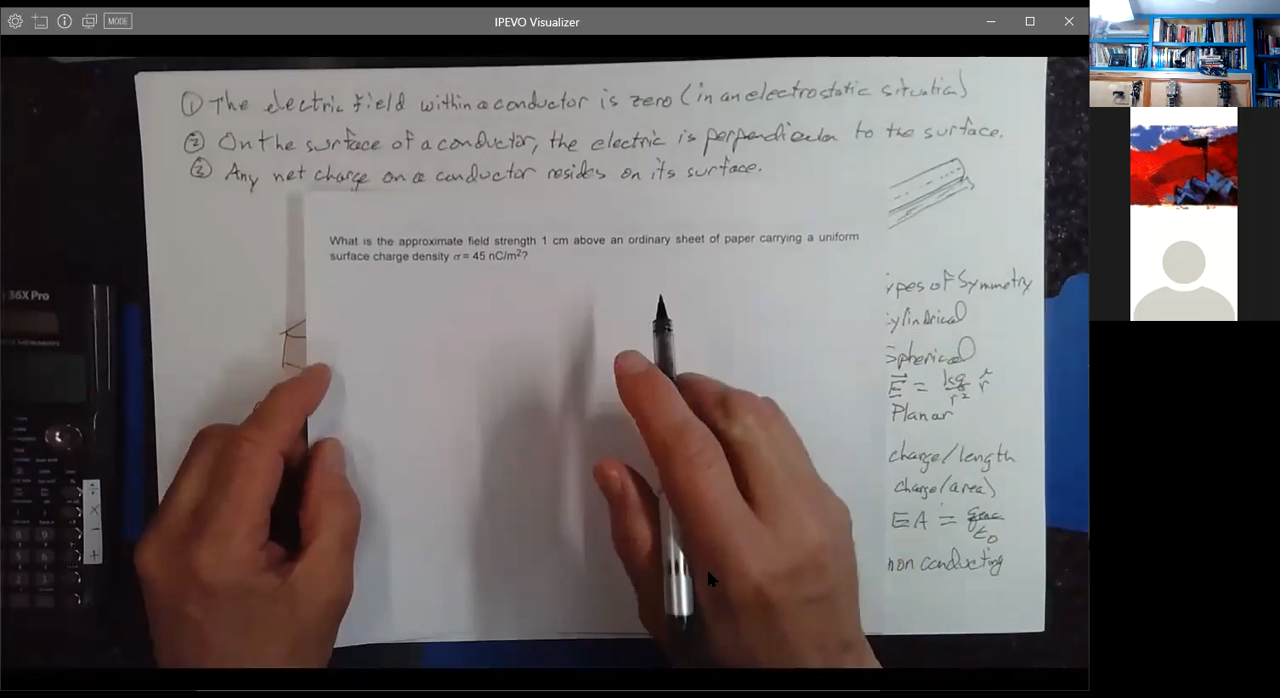 IPEVO Visualizer
MODE
① The electric field within a conductor is zero (in an electrostatic situation)
② On the surface of a conductor, the electric is perpendicular to the surface.
③ Any net charge on a conductor resides on its surface.
What is the approximate field strength 1 cm above an ordinary sheet of paper carrying a uniform
surface charge density σ = 45 nC/m²?
36X Pro
ypes of Symmetry
ylindrical
Spherical
E⃗ = kq/r² r̂
Planar
charge/length
charge/area)
EA = qenc/ε0
non conducting